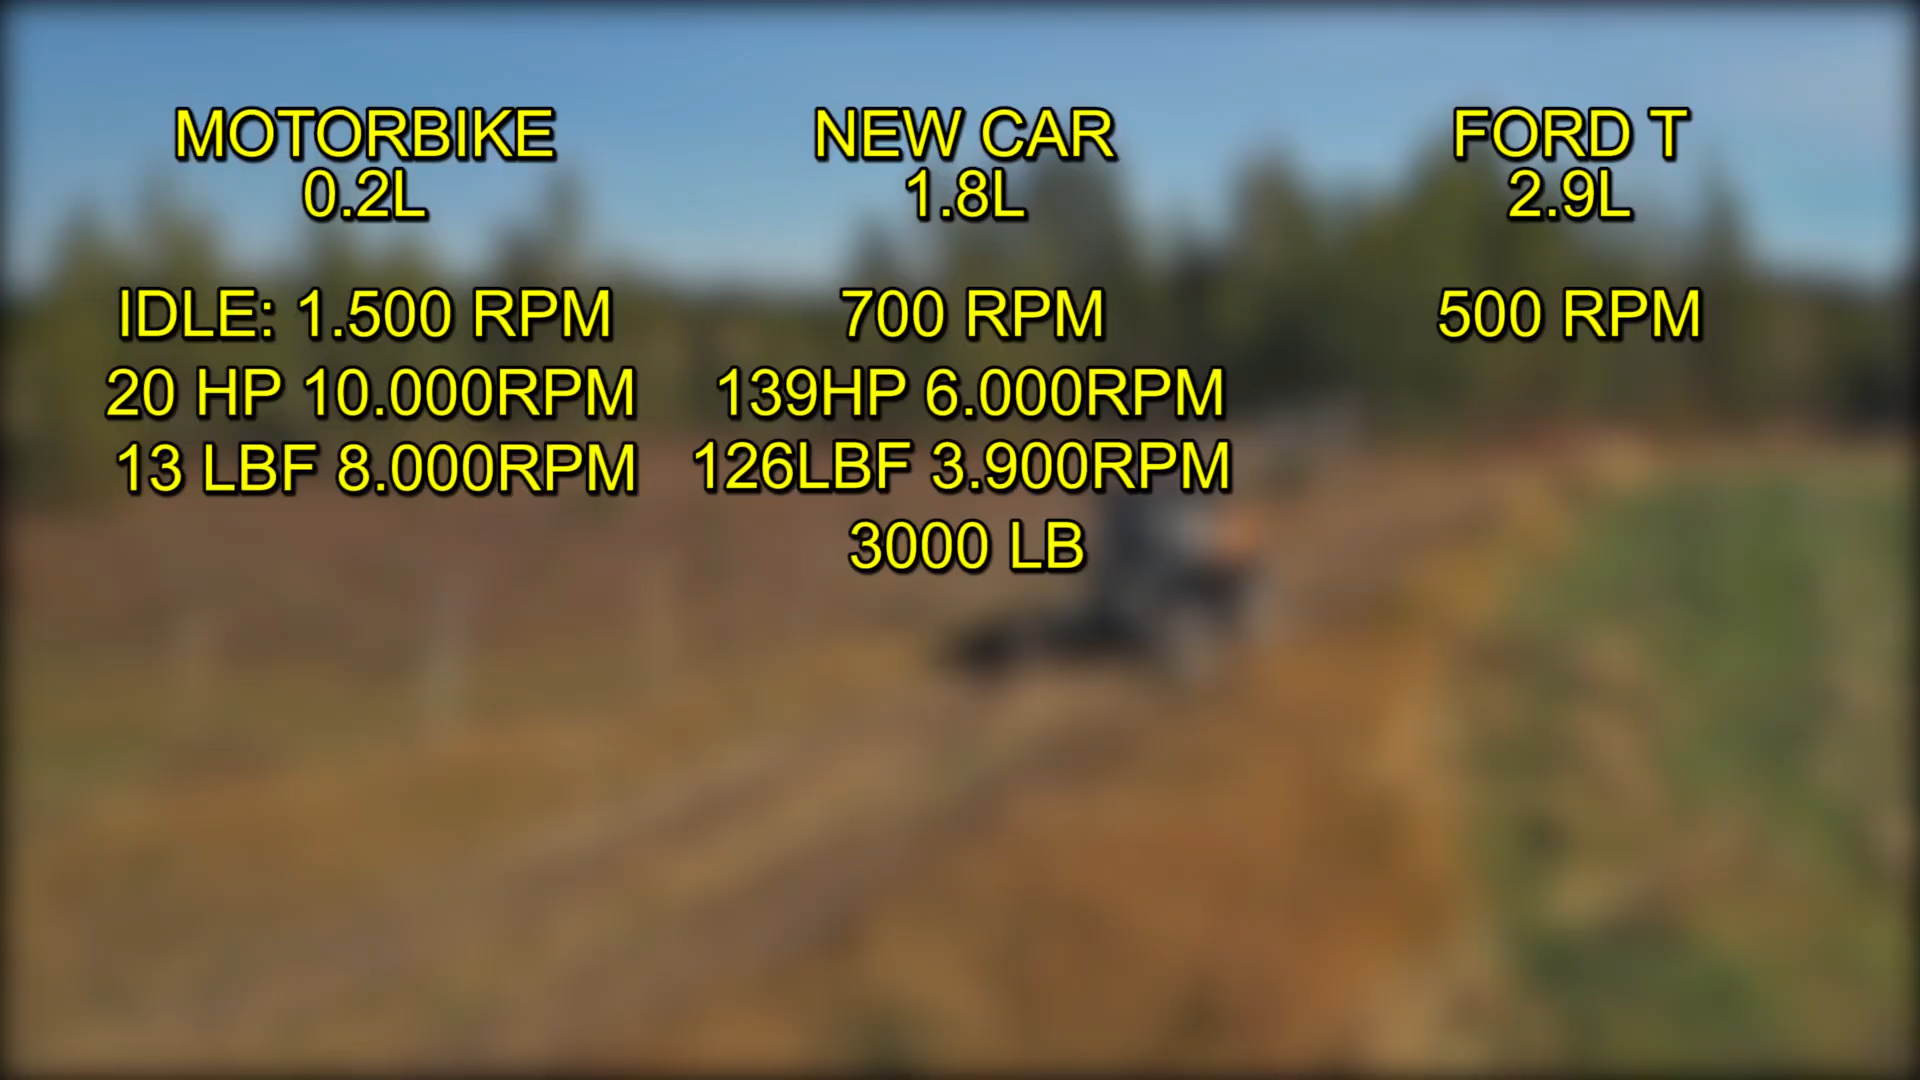 MOTORBIKE
0.2L
IDLE: 1.500 RPM
20 HP 10.000RPM
13 LBF 8.000RPM
NEW CAR
1.8L
700 RPM
139HP 6.000RPM
126LBF 3.900RPM
3000 LB
FORD T
2.9L
500 RPM